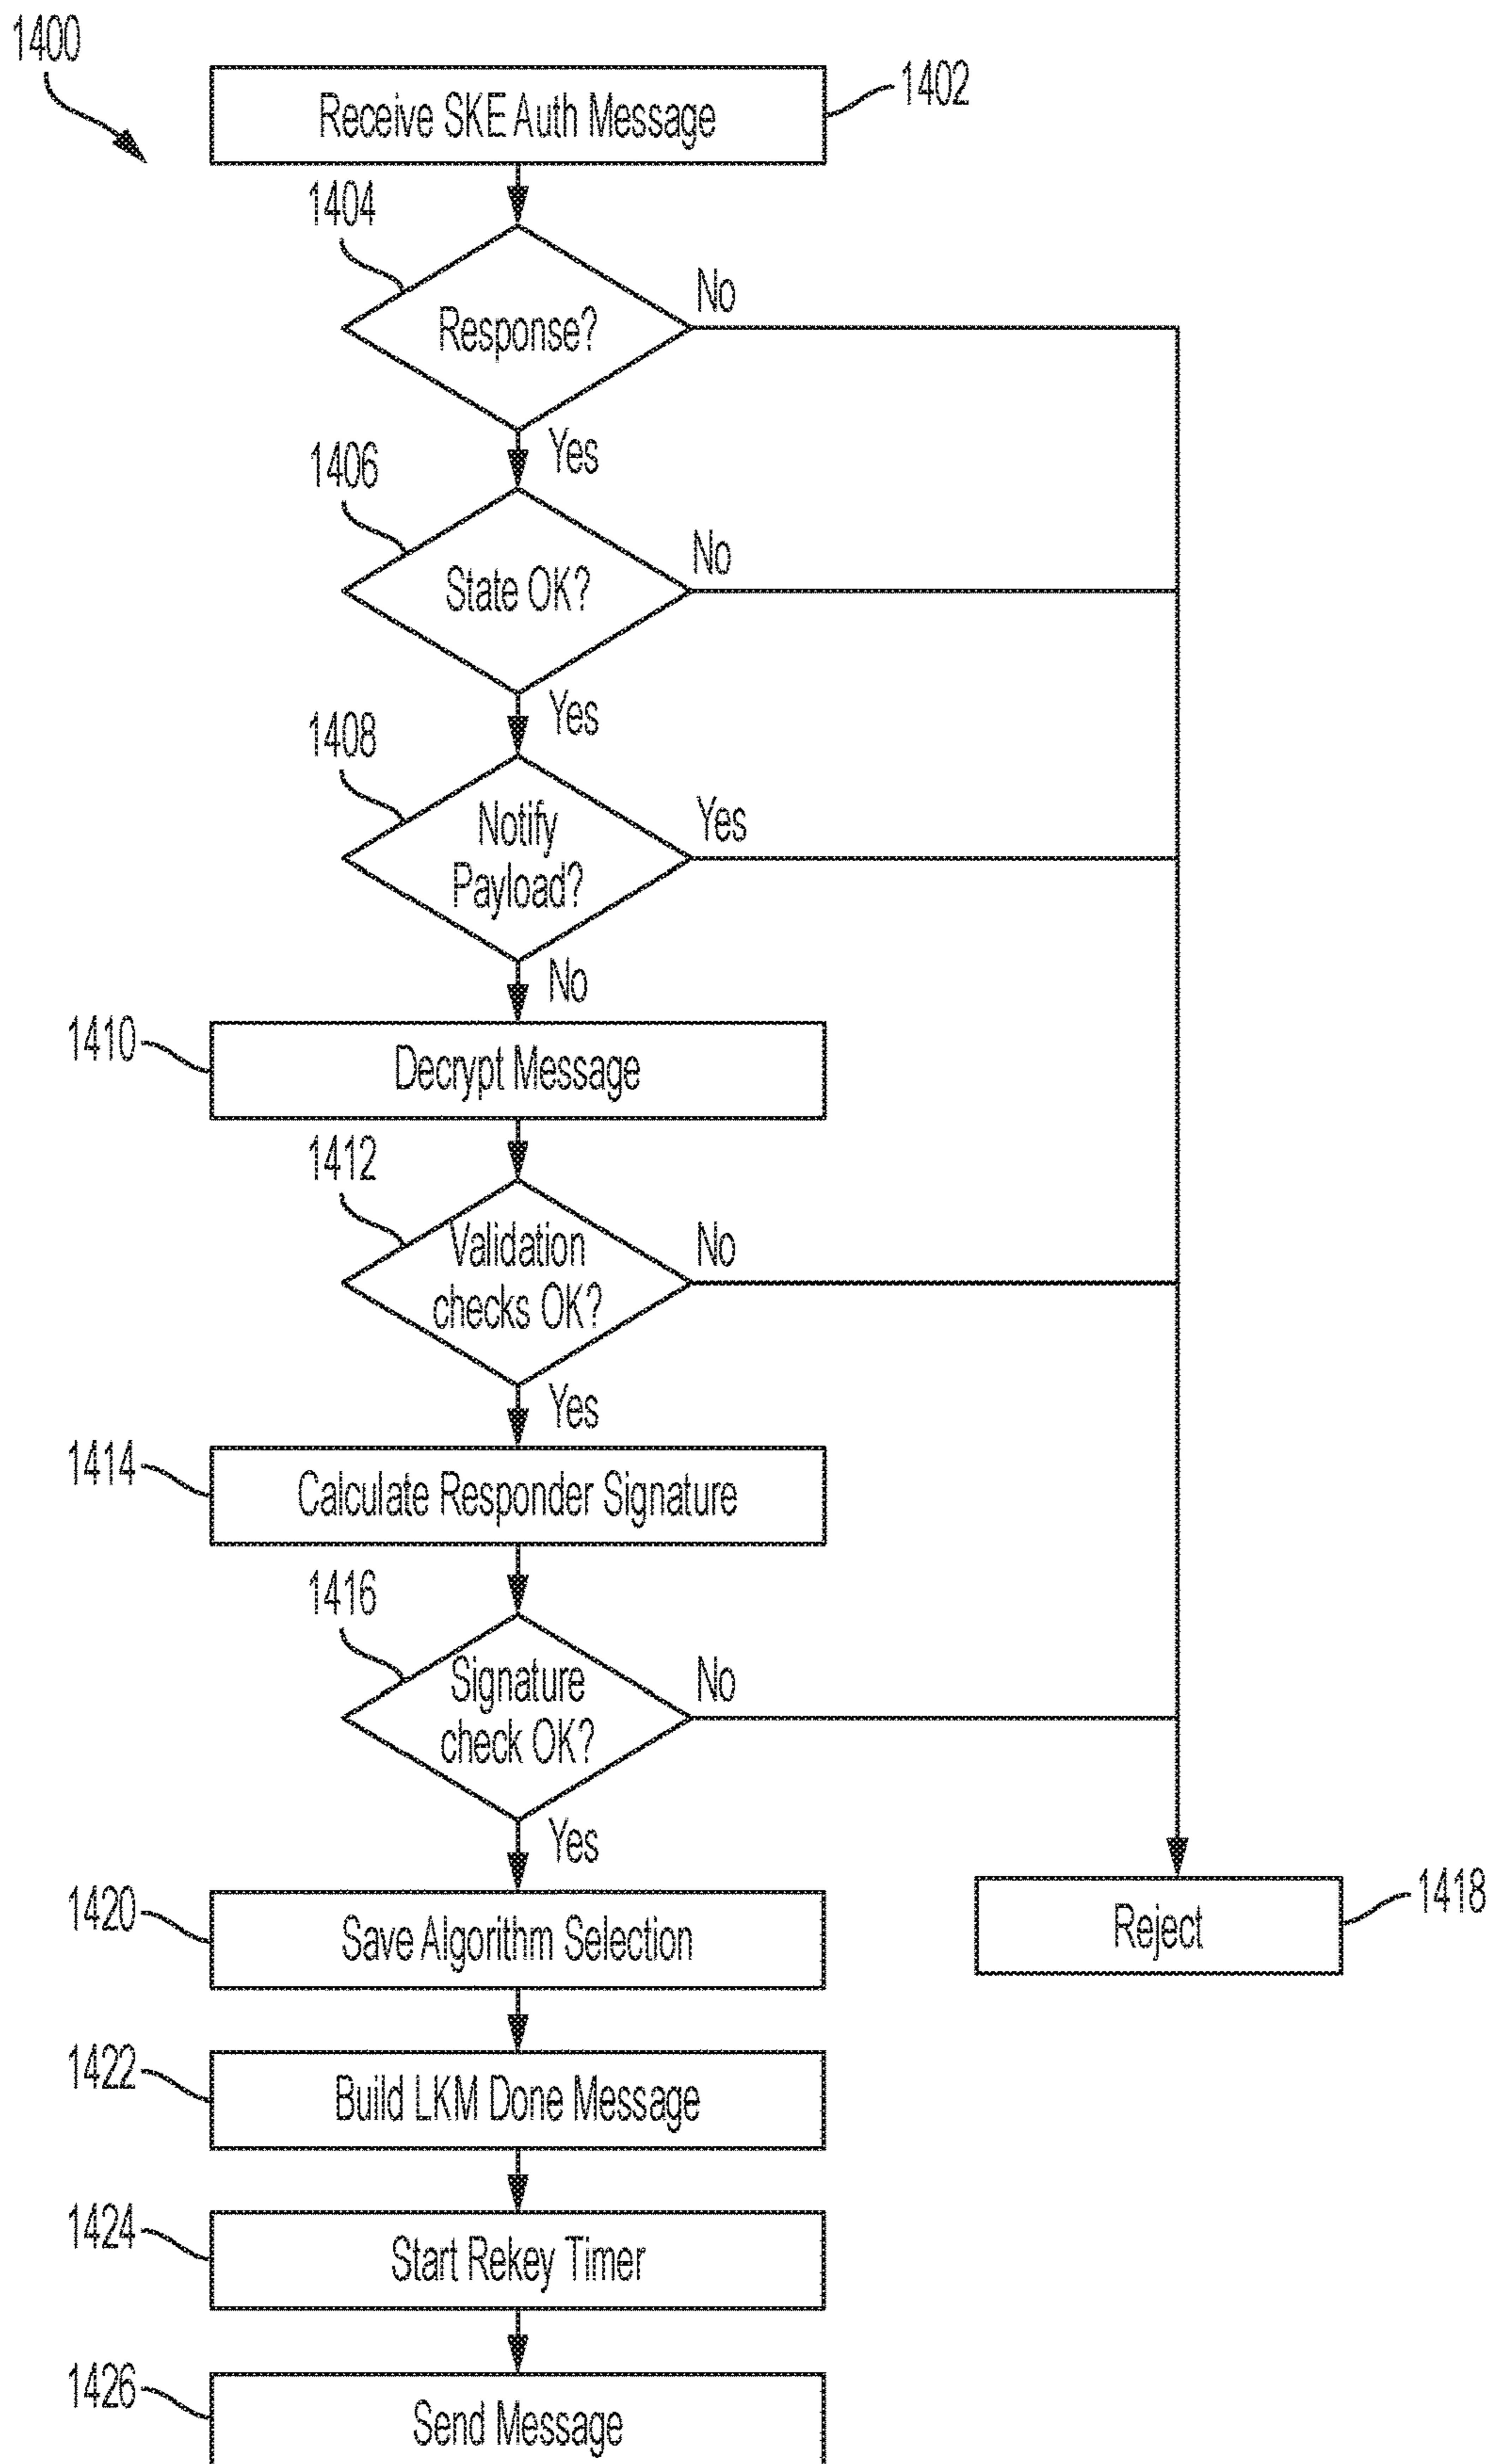 1400
Receive SKE Auth Message
1402
1404
Response?
No
Yes
1406
State OK?
No
Yes
1408
Notify
Payload?
Yes
No
1410
Decrypt Message
1412
Validation
checks OK?
No
Yes
1414
Calculate Responder Signature
1416
Signature
check OK?
No
Yes
1420
Save Algorithm Selection
Reject
1418
1422
Build LKM Done Message
1424
Start Rekey Timer
1426
Send Message